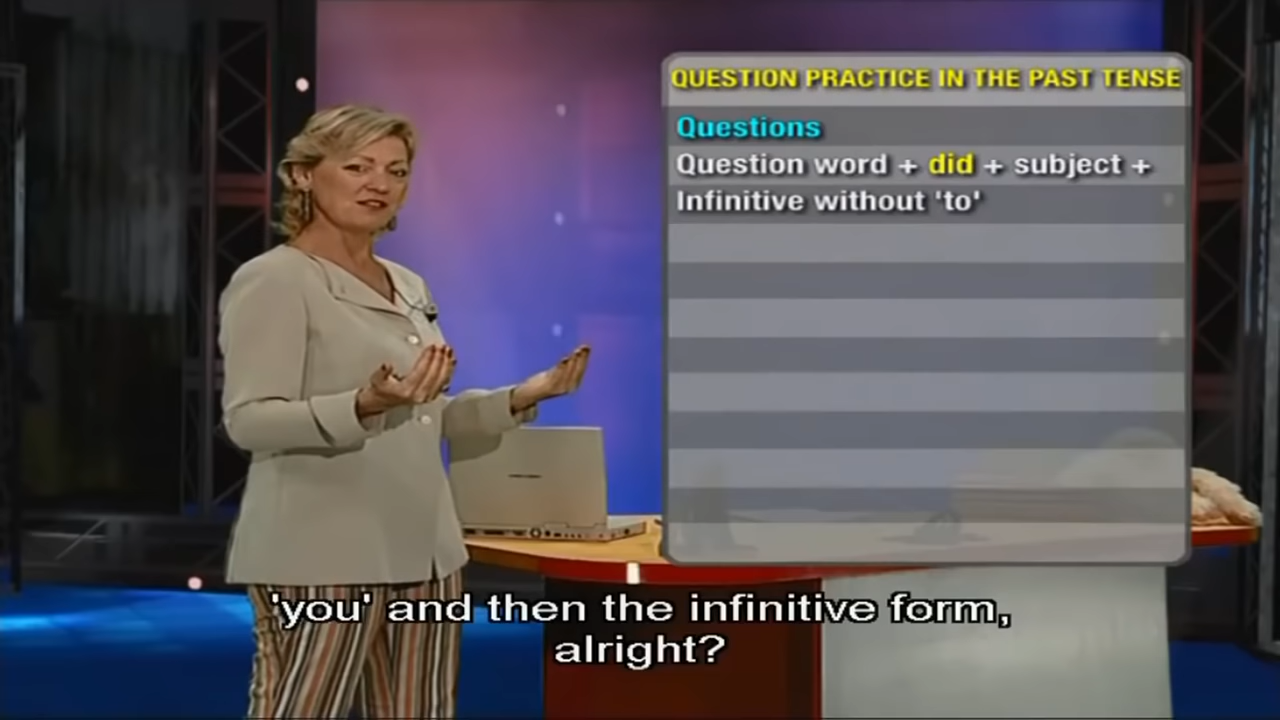 QUESTION PRACTICE IN THE PAST TENSE
Questions
Question word + did + subject +
Infinitive without 'to'
'you' and then the infinitive form,
alright?